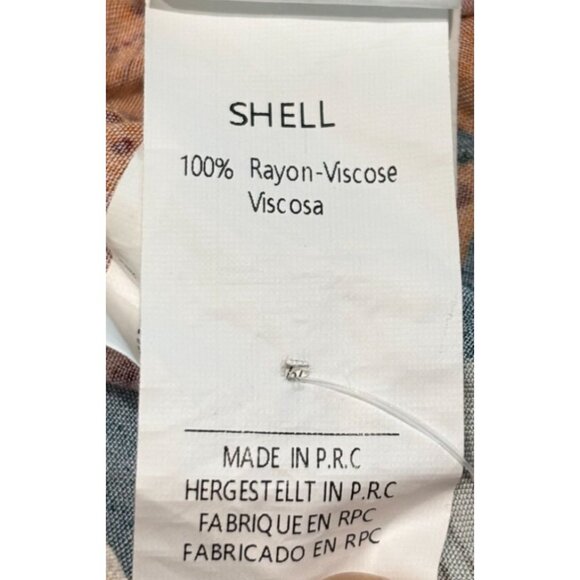 SHELL
100% Rayon-Viscose
Viscosa
MADE IN P.R.C
HERGESTELLT IN P.R.C
FABRIQUE EN RPC
FABRICADO EN RPC